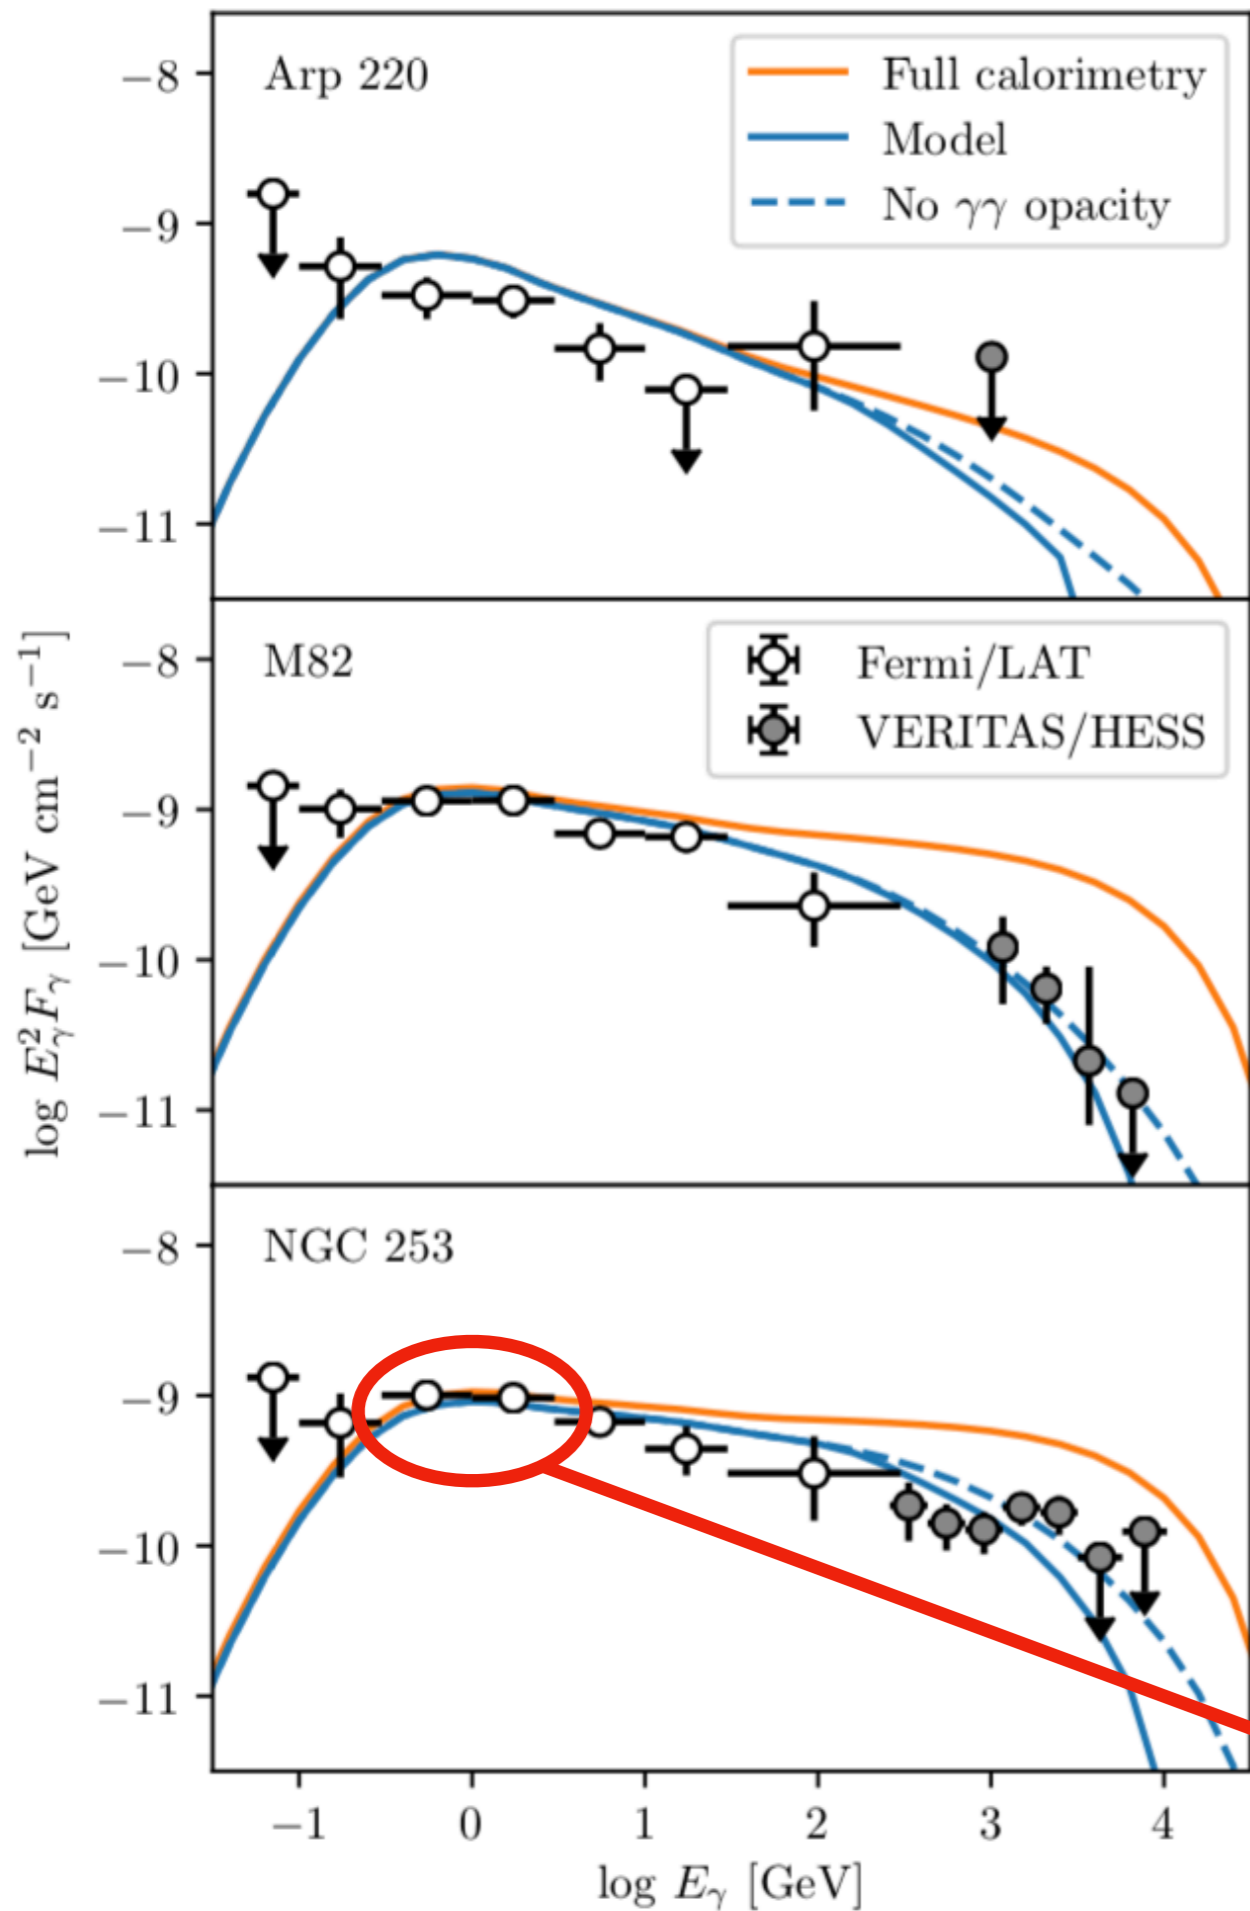 Arp 220
Full calorimetry
Model
No γγ opacity
−8
−9
−10
−11
M82
Fermi/LAT
VERITAS/HESS
−8
−9
−10
−11
log E²γFγ [GeV cm⁻² s⁻¹]
NGC 253
−8
−9
−10
−11
−1 0 1 2 3 4
log Eγ [GeV]